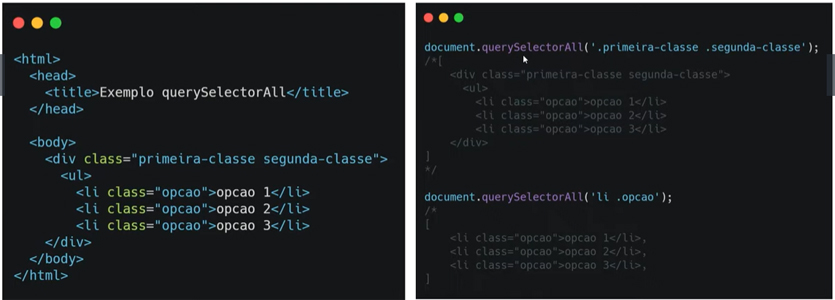 <html>
<head>
<title>Exemplo querySelectorAll</title>
</head>
<body>
<div class="primeira-classe segunda-classe">
<ul>
<li class="opcao">opcao 1</li>
<li class="opcao">opcao 2</li>
<li class="opcao">opcao 3</li>
</div>
</body>
</html>
document.querySelectorAll('.primeira-classe .segunda-classe');
/*[
<div class="primeira-classe segunda-classe">
<ul>
<li class="opcao">opcao 1</li>
<li class="opcao">opcao 2</li>
<li class="opcao">opcao 3</li>
</div>
]
*/
document.querySelectorAll('li .opcao');
/*
[
<li class="opcao">opcao 1</li>,
<li class="opcao">opcao 2</li>,
<li class="opcao">opcao 3</li>,
]